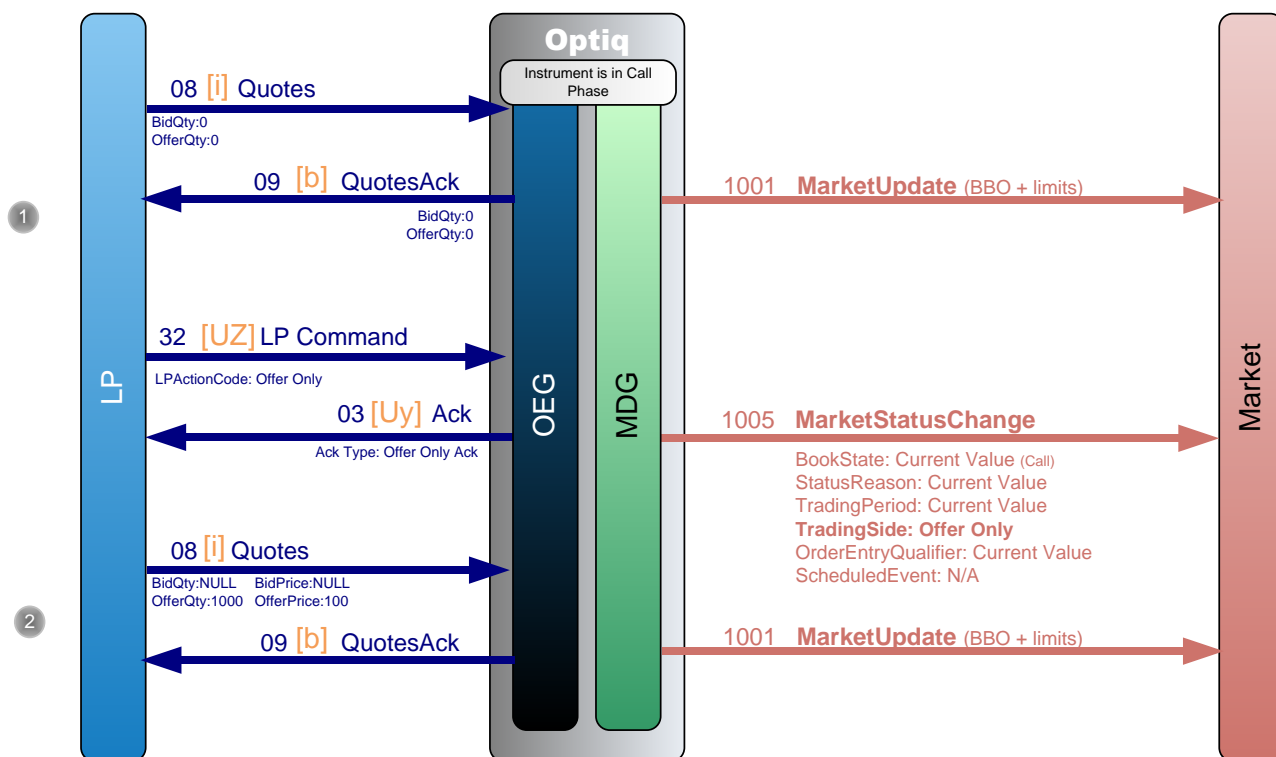 Optiq
Instrument is in Call
Phase
08 [i] Quotes
BidQty:0
OfferQty:0
09 [b] QuotesAck
BidQty:0
OfferQty:0
1001 MarketUpdate (BBO + limits)
1
32 [UZ] LP Command
LPActionCode: Offer Only
03 [Uy] Ack
Ack Type: Offer Only Ack
1005 MarketStatusChange
BookState: Current Value (Call)
StatusReason: Current Value
TradingPeriod: Current Value
TradingSide: Offer Only
OrderEntryQualifier: Current Value
ScheduledEvent: N/A
LP
OEG
MDG
Market
08 [i] Quotes
BidQty:NULL BidPrice:NULL
OfferQty:1000 OfferPrice:100
2
09 [b] QuotesAck
1001 MarketUpdate (BBO + limits)